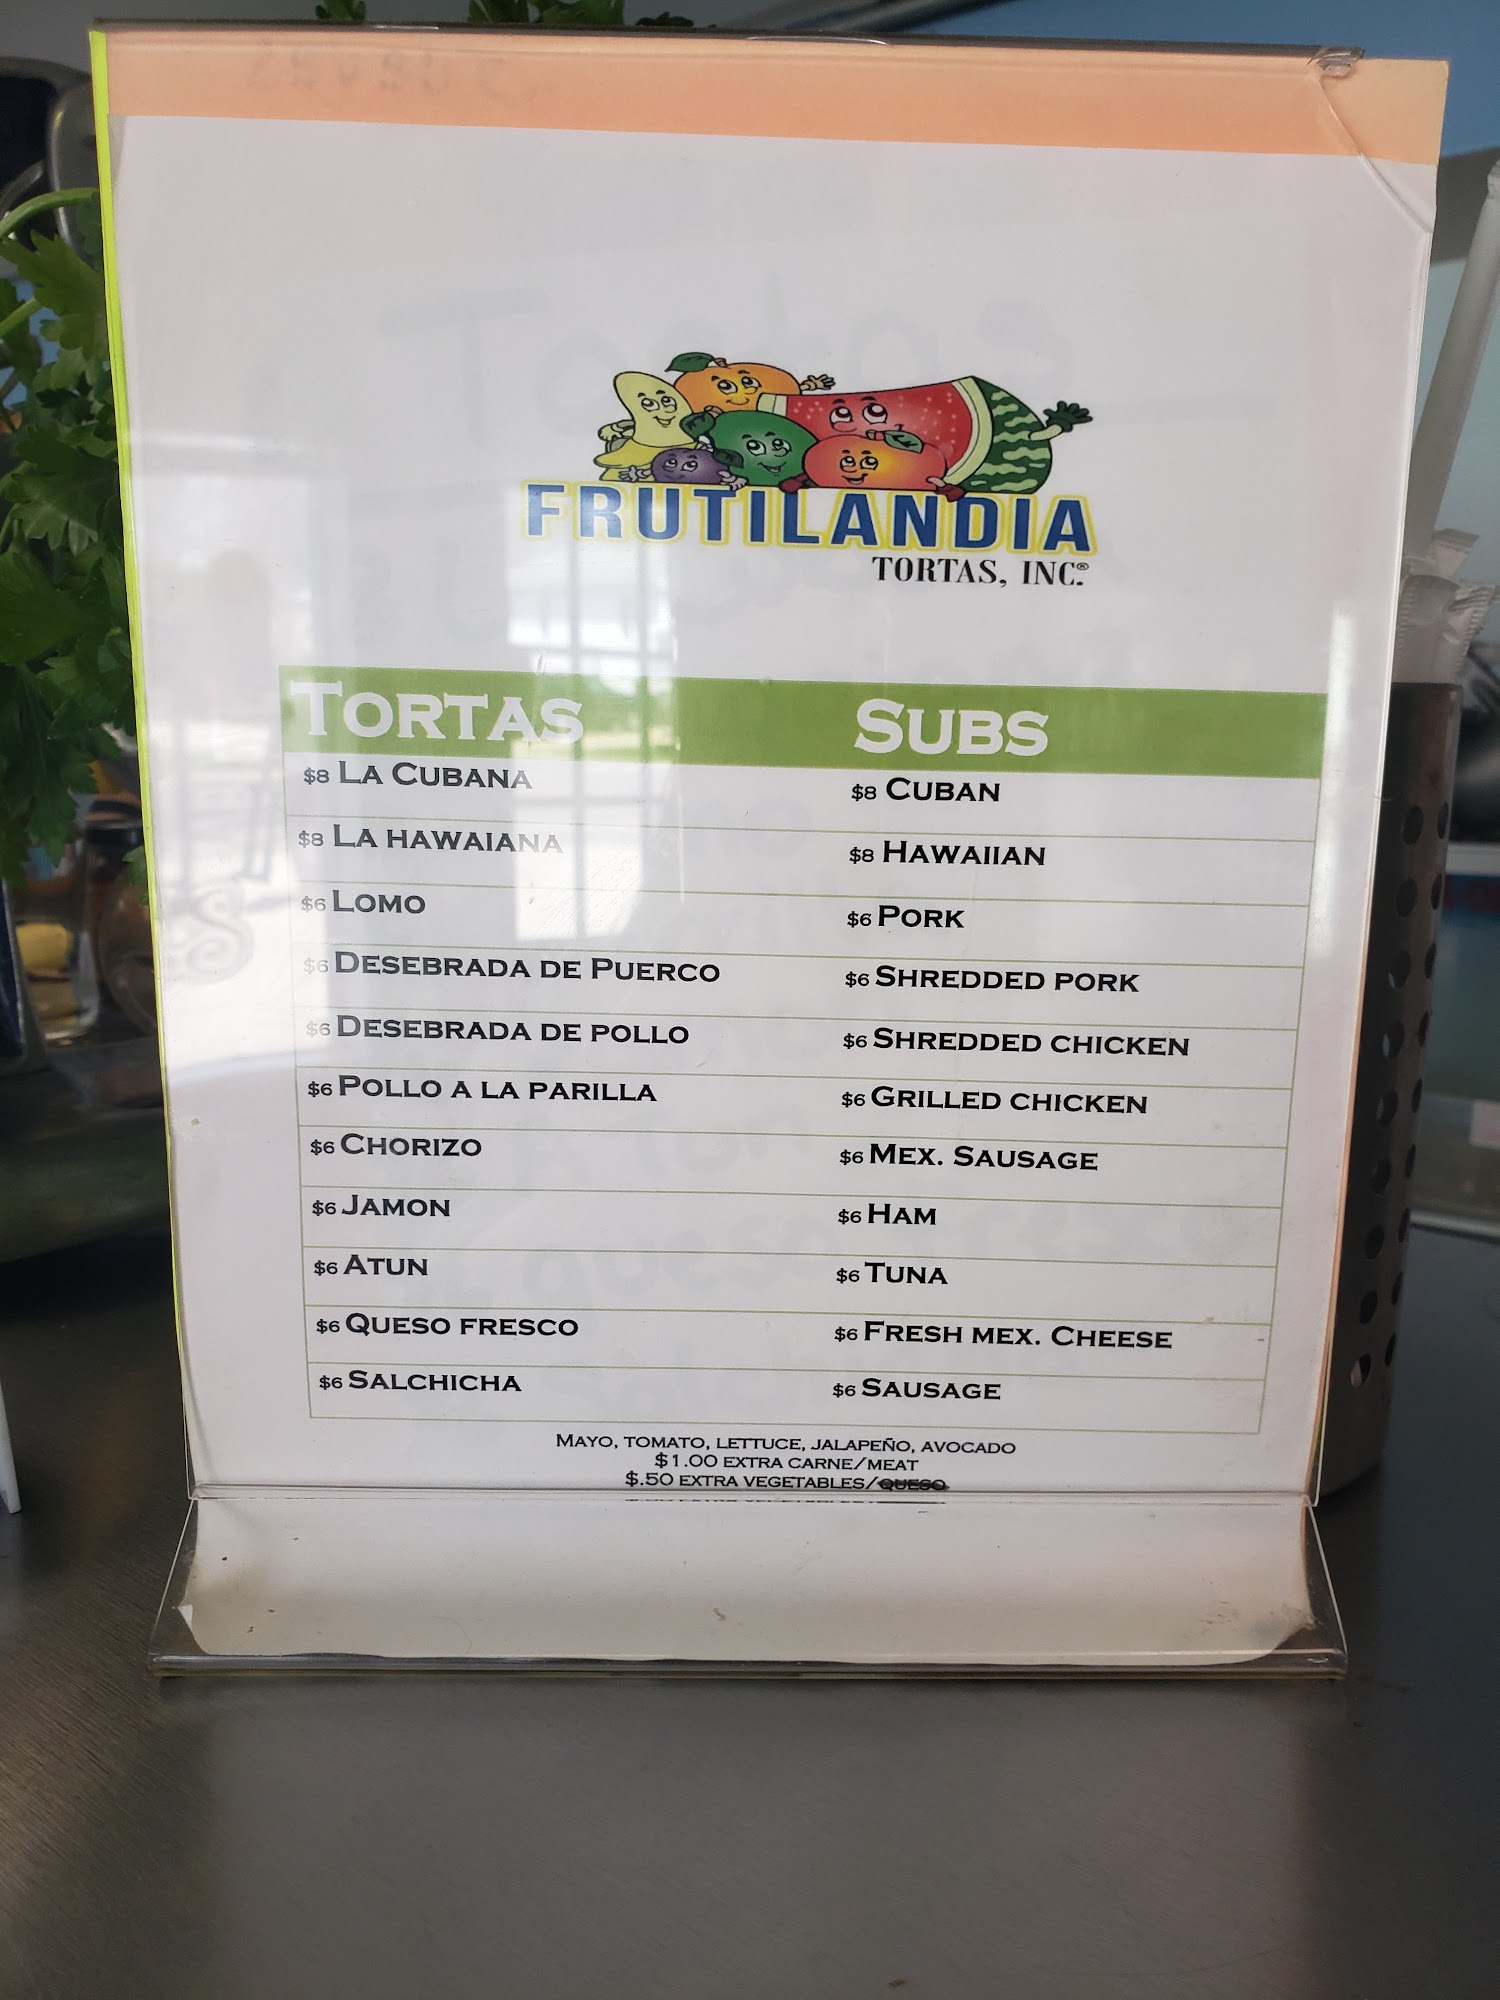 FRUTILANDIA
TORTAS, INC.®
TORTAS SUBS
$8 LA CUBANA $8 CUBAN
$8 LA HAWAIANA $8 HAWAIIAN
$6 LOMO $6 PORK
$6 DESEBRADA DE PUERCO $6 SHREDDED PORK
$6 DESEBRADA DE POLLO $6 SHREDDED CHICKEN
$6 POLLO A LA PARILLA $6 GRILLED CHICKEN
$6 CHORIZO $6 MEX. SAUSAGE
$6 JAMON $6 HAM
$6 ATUN $6 TUNA
$6 QUESO FRESCO $6 FRESH MEX. CHEESE
$6 SALCHICHA $6 SAUSAGE
MAYO, TOMATO, LETTUCE, JALAPEÑO, AVOCADO
$1.00 EXTRA CARNE/MEAT
$.50 EXTRA VEGETABLES/QUESO